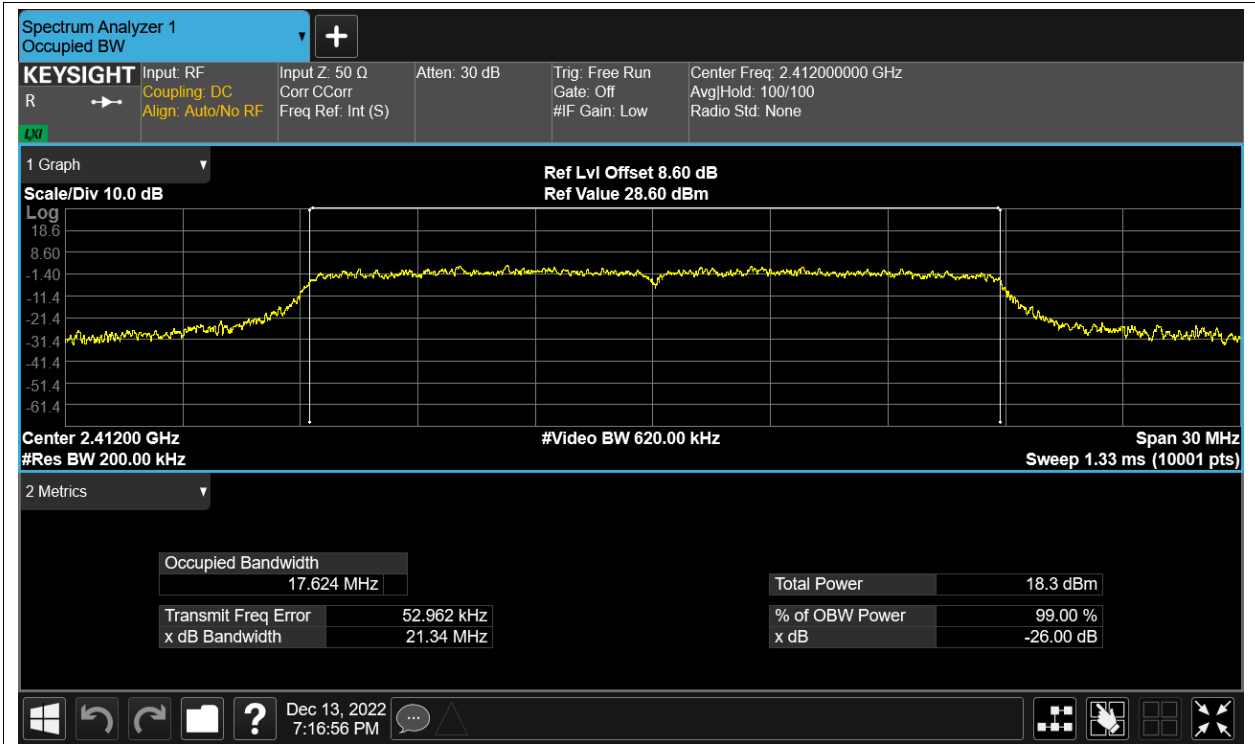 Spectrum Analyzer 1
Occupied BW
KEYSIGHT
R
LXI
Input: RF
Coupling: DC
Align: Auto/No RF
Input Z: 50 Ω
Corr CCorr
Freq Ref: Int (S)
Atten: 30 dB
Trig: Free Run
Gate: Off
#IF Gain: Low
Center Freq: 2.412000000 GHz
Avg|Hold: 100/100
Radio Std: None
1 Graph
Scale/Div 10.0 dB
Ref Lvl Offset 8.60 dB
Ref Value 28.60 dBm
Log
18.6
8.60
-1.40
-11.4
-21.4
-31.4
-41.4
-51.4
-61.4
Center 2.41200 GHz
#Res BW 200.00 kHz
#Video BW 620.00 kHz
Span 30 MHz
Sweep 1.33 ms (10001 pts)
2 Metrics
Occupied Bandwidth
17.624 MHz
Transmit Freq Error 52.962 kHz
x dB Bandwidth 21.34 MHz
Total Power 18.3 dBm
% of OBW Power 99.00 %
x dB -26.00 dB
?
Dec 13, 2022
7:16:56 PM